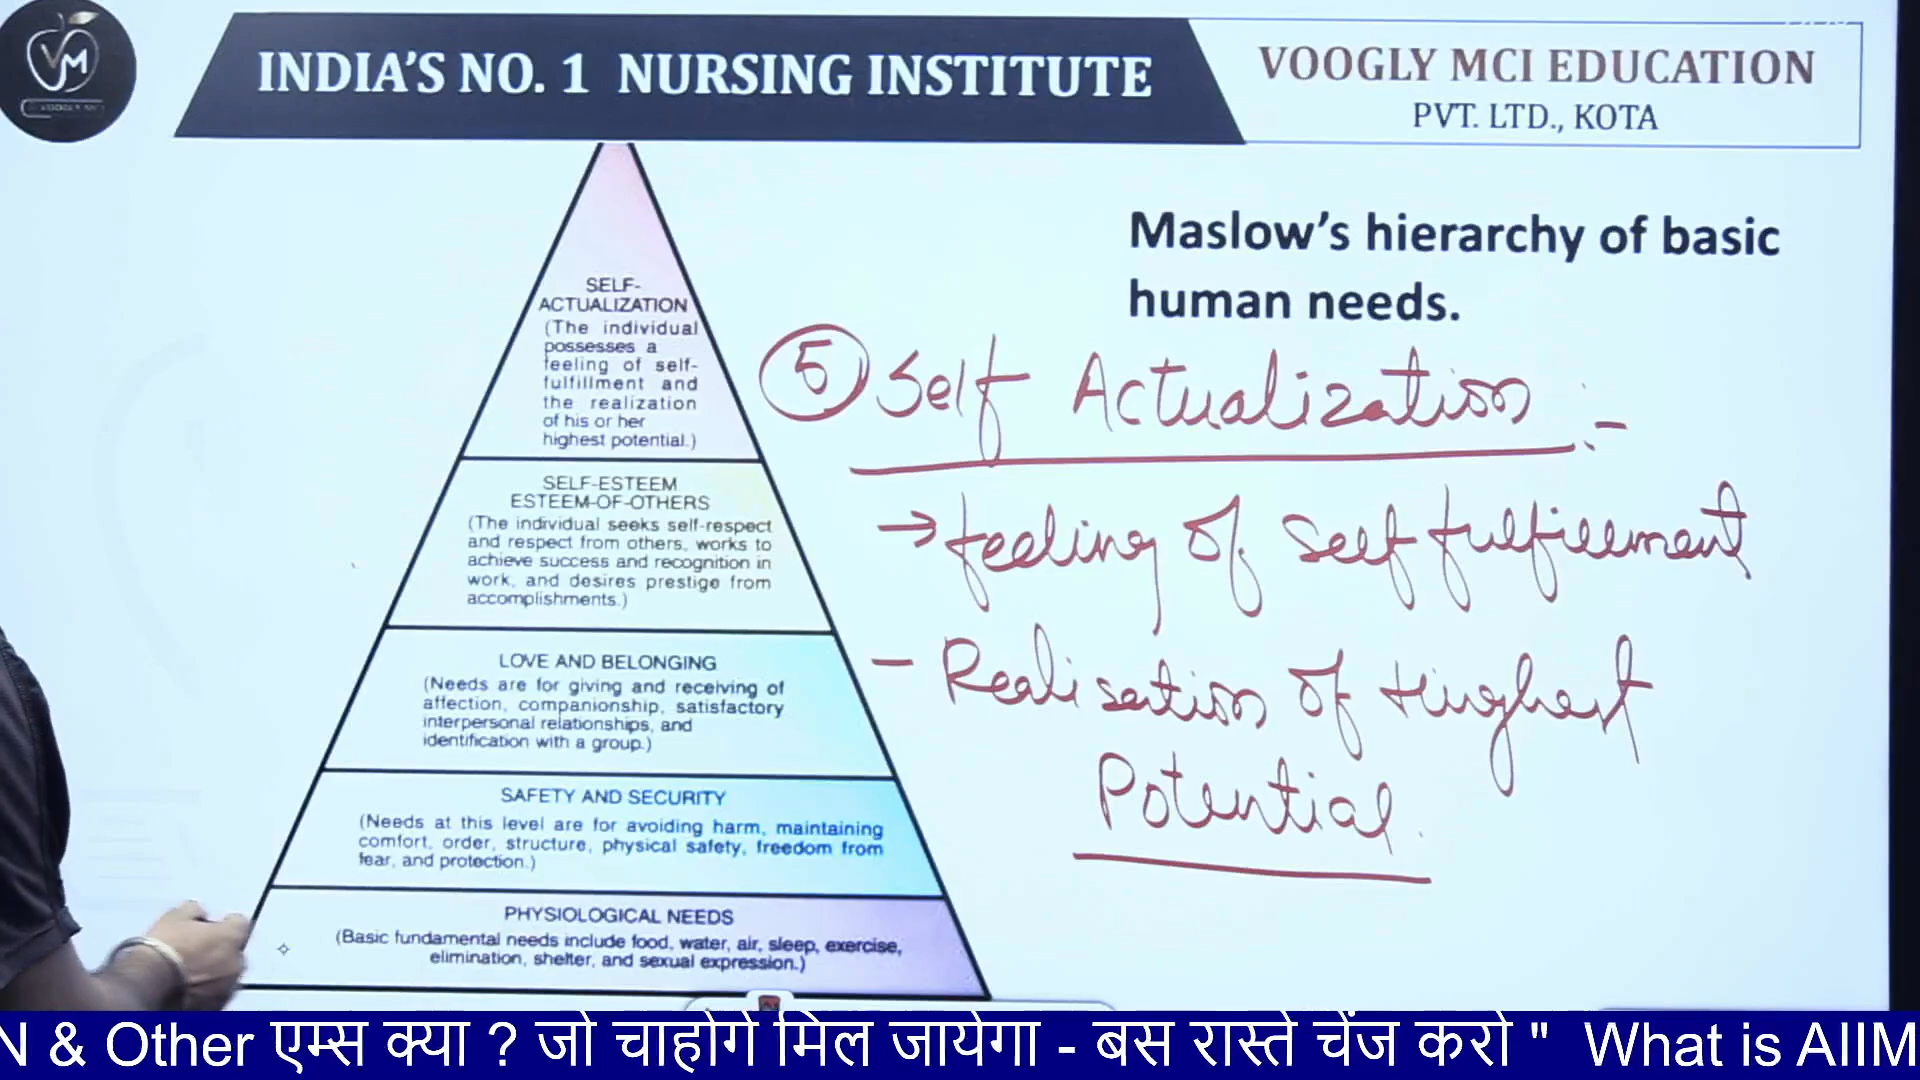 VM
INDIA'S NO. 1 NURSING INSTITUTE
VOOGLY MCI EDUCATION
PVT. LTD., KOTA
Maslow's hierarchy of basic
human needs.
SELF-
ACTUALIZATION
(The individual
possesses a
feeling of self-
fulfillment and
the realization
of his or her
highest potential.)
SELF-ESTEEM
ESTEEM-OF-OTHERS
(The individual seeks self-respect
and respect from others, works to
achieve success and recognition in
work, and desires prestige from
accomplishments.)
LOVE AND BELONGING
(Needs are for giving and receiving of
affection, companionship, satisfactory
interpersonal relationships, and
identification with a group.)
SAFETY AND SECURITY
(Needs at this level are for avoiding harm, maintaining
comfort, order, structure, physical safety, freedom from
fear, and protection.)
PHYSIOLOGICAL NEEDS
(Basic fundamental needs include food, water, air, sleep, exercise,
elimination, shelter, and sexual expression.)
5 Self Actualization :-
→ feeling of self fulfillment
- Realisation of Highest
Potential.
N & Other एम्स क्या ? जो चाहोगे मिल जायेगा - बस रास्ते चेंज करो " What is AIIM